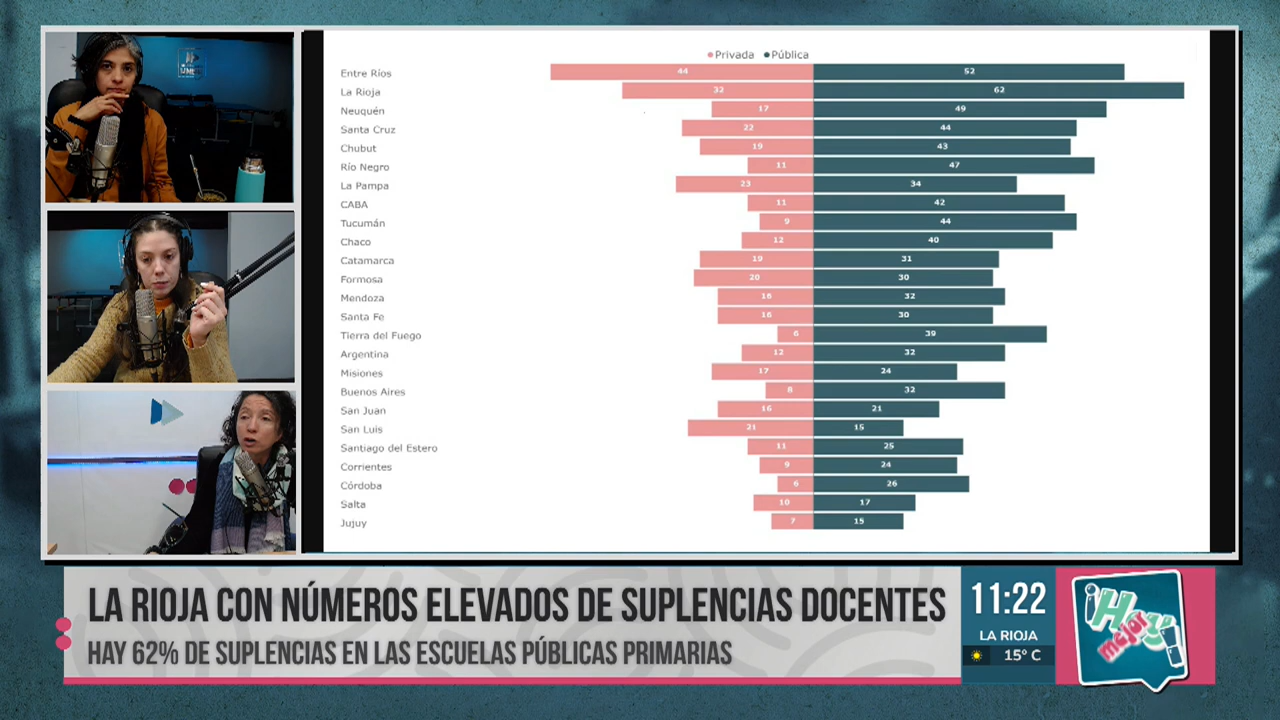 Privada Pública
Entre Ríos 44 52
La Rioja 32 62
Neuquén 17 49
Santa Cruz 22 44
Chubut 19 43
Río Negro 11 47
La Pampa 23 34
CABA 11 42
Tucumán 9 44
Chaco 12 40
Catamarca 19 31
Formosa 20 30
Mendoza 16 32
Santa Fe 16 30
Tierra del Fuego 6 39
Argentina 12 32
Misiones 17 24
Buenos Aires 8 32
San Juan 16 21
San Luis 21 15
Santiago del Estero 11 25
Corrientes 9 24
Córdoba 6 26
Salta 10 17
Jujuy 7 15
LA RIOJA CON NÚMEROS ELEVADOS DE SUPLENCIAS DOCENTES
HAY 62% DE SUPLENCIAS EN LAS ESCUELAS PÚBLICAS PRIMARIAS
11:22
LA RIOJA
15° C
¡Hoy
mejor!